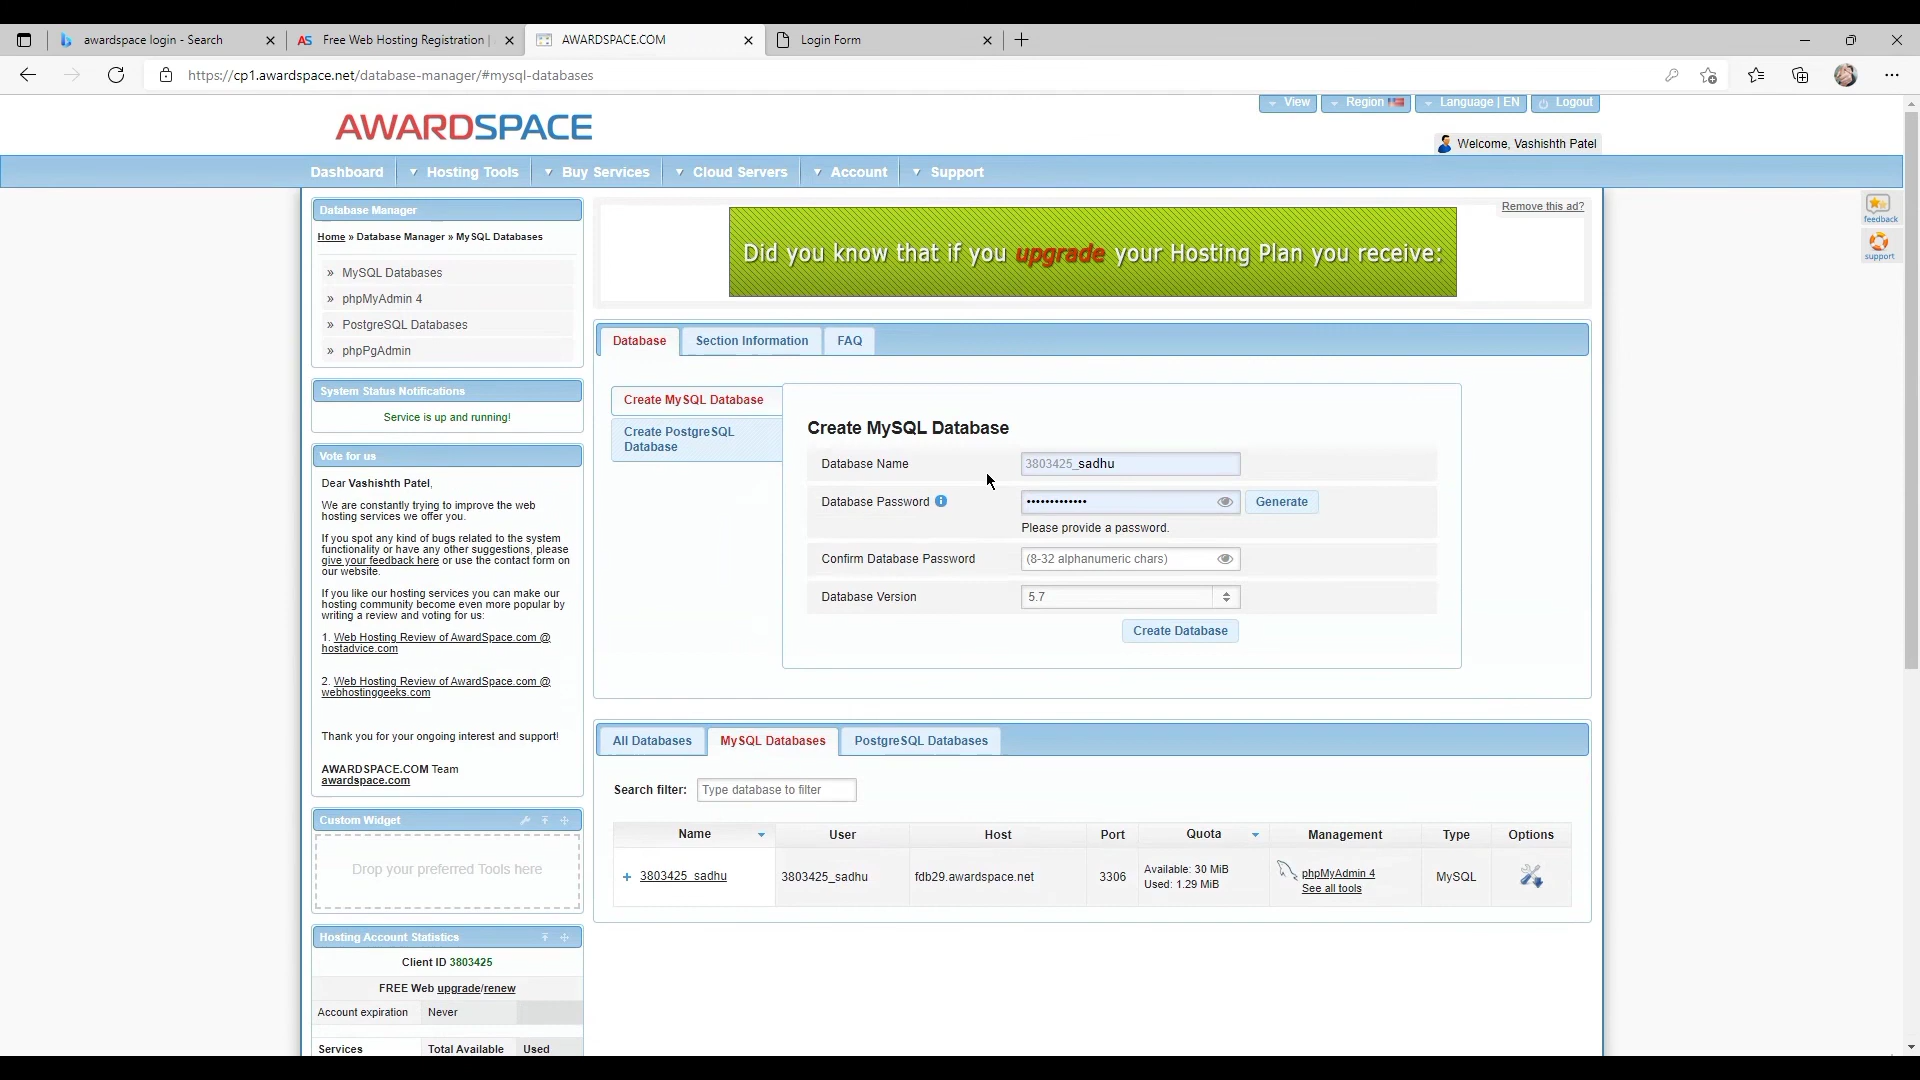 awardspace login - Search
AS Free Web Hosting Registration |
AWARDSPACE.COM
Login Form
https://cp1.awardspace.net/database-manager/#mysql-databases
View
Region
Language | EN
Logout
AWARDSPACE
Welcome, Vashishth Patel
Dashboard
Hosting Tools
Buy Services
Cloud Servers
Account
Support
feedback
support
Database Manager
Home » Database Manager » MySQL Databases
» MySQL Databases
» phpMyAdmin 4
» PostgreSQL Databases
» phpPgAdmin
System Status Notifications
Service is up and running!
Vote for us
Dear Vashishth Patel,
We are constantly trying to improve the web
hosting services we offer you.
If you spot any kind of bugs related to the system
functionality or have any other suggestions, please
give your feedback here or use the contact form on
our website.
If you like our hosting services you can make our
hosting community become even more popular by
writing a review and voting for us:
1. Web Hosting Review of AwardSpace.com @
hostadvice.com
2. Web Hosting Review of AwardSpace.com @
webhostinggeeks.com
Thank you for your ongoing interest and support!
AWARDSPACE.COM Team
awardspace.com
Custom Widget
Drop your preferred Tools here
Hosting Account Statistics
Client ID 3803425
FREE Web upgrade/renew
Account expiration Never
Services Total Available Used
Remove this ad?
Did you know that if you upgrade your Hosting Plan you receive:
Database
Section Information
FAQ
Create MySQL Database
Create PostgreSQL
Database
Create MySQL Database
Database Name 3803425_sadhu
Database Password ••••••••••••• Generate
Please provide a password.
Confirm Database Password (8-32 alphanumeric chars)
Database Version 5.7
Create Database
All Databases
MySQL Databases
PostgreSQL Databases
Search filter: Type database to filter
Name User Host Port Quota Management Type Options
+ 3803425_sadhu 3803425_sadhu fdb29.awardspace.net 3306 Available: 30 MiB phpMyAdmin 4 MySQL
Used: 1.29 MiB See all tools